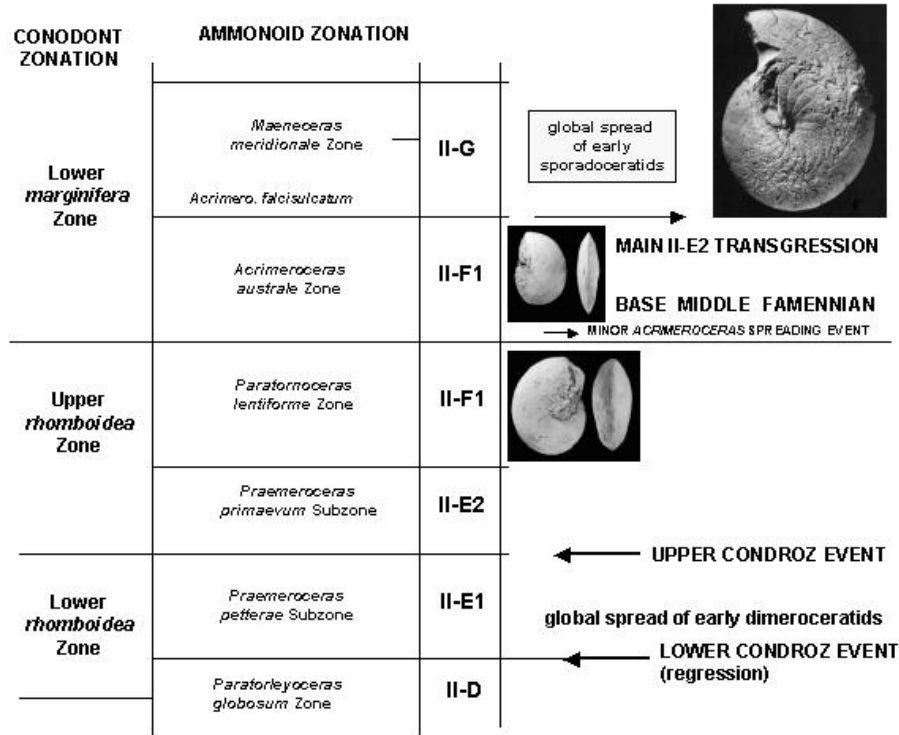 CONODONT
ZONATION
AMMONOID ZONATION
Lower
marginifera
Zone
Maeneceras
meridionale Zone
II-G
global spread
of early
sporadoceratids
Acrimero. falcisulcatum
Acrimeroceras
australe Zone
II-F1
MAIN II-E2 TRANSGRESSION
BASE MIDDLE FAMENNIAN
MINOR ACRIMEROCERAS SPREADING EVENT
Upper
rhomboidea
Zone
Paratornoceras
lentiforme Zone
II-F1
Praemeroceras
primaevum Subzone
II-E2
UPPER CONDROZ EVENT
Lower
rhomboidea
Zone
Praemeroceras
petterae Subzone
II-E1
global spread of early dimeroceratids
LOWER CONDROZ EVENT
(regression)
Paratorleyoceras
globosum Zone
II-D